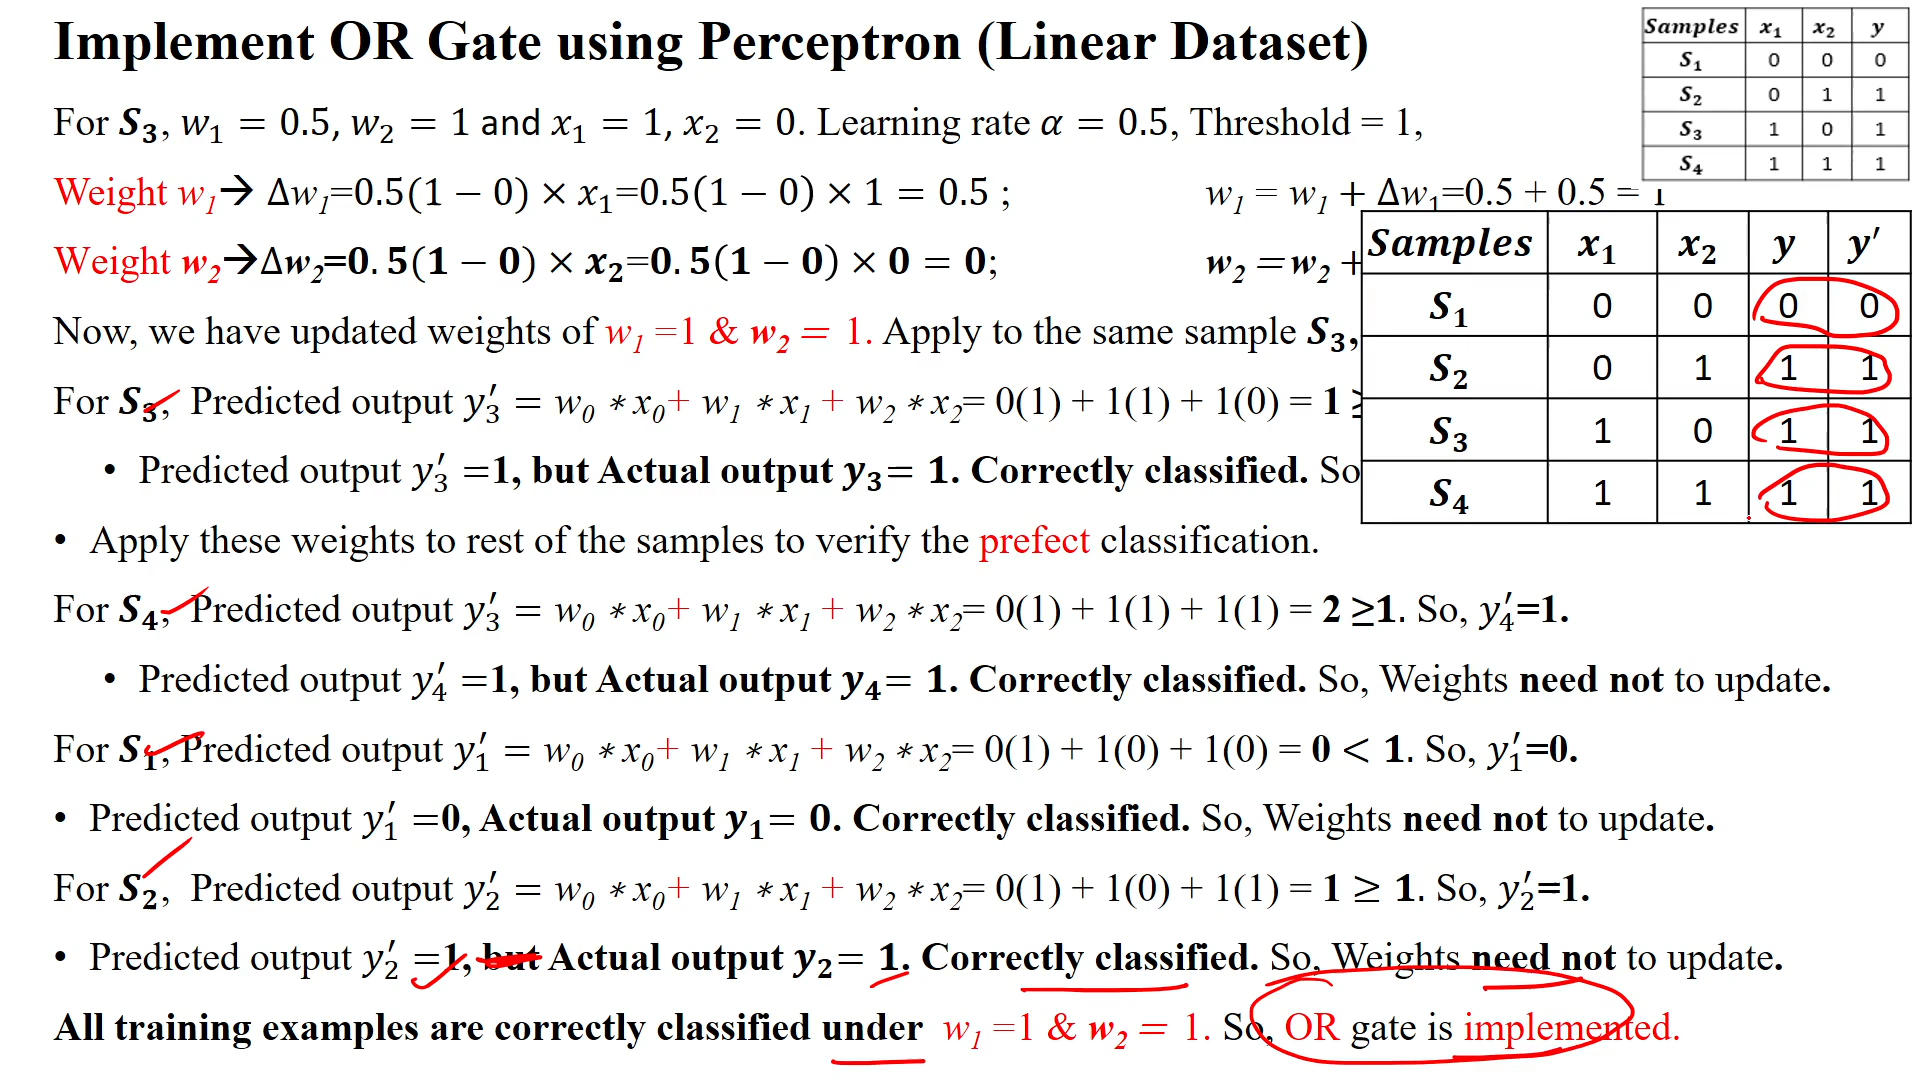 Implement OR Gate using Perceptron (Linear Dataset)
Samples x₁ x₂ y
S₁ 0 0 0
S₂ 0 1 1
S₃ 1 0 1
S₄ 1 1 1
For S₃, w₁ = 0.5, w₂ = 1 and x₁ = 1, x₂ = 0. Learning rate α = 0.5, Threshold = 1,
Weight w₁→ Δw₁=0.5(1 − 0) × x₁=0.5(1 − 0) × 1 = 0.5 ; w₁ = w₁ + Δw₁=0.5 + 0.5 = 1
Weight w₂→Δw₂=0.5(1 − 0) × x₂=0.5(1 − 0) × 0 = 0; w₂ =w₂ +
Samples x₁ x₂ y y′
S₁ 0 0 0 0
S₂ 0 1 1 1
S₃ 1 0 1 1
S₄ 1 1 1 1
Now, we have updated weights of w₁ =1 & w₂ = 1. Apply to the same sample S₃,
For S₃, Predicted output y₃′ = w₀ ∗x₀+ w₁ ∗x₁ + w₂ ∗x₂= 0(1) + 1(1) + 1(0) = 1 ≥
• Predicted output y₃′ =1, but Actual output y₃= 1. Correctly classified. So
• Apply these weights to rest of the samples to verify the prefect classification.
For S₄, Predicted output y₃′ = w₀ ∗x₀+ w₁ ∗x₁ + w₂ ∗x₂= 0(1) + 1(1) + 1(1) = 2 ≥1. So, y₄′=1.
• Predicted output y₄′ =1, but Actual output y₄= 1. Correctly classified. So, Weights need not to update.
For S₁, Predicted output y₁′ = w₀ ∗x₀+ w₁ ∗x₁ + w₂ ∗x₂= 0(1) + 1(0) + 1(0) = 0 < 1. So, y₁′=0.
• Predicted output y₁′ =0, Actual output y₁= 0. Correctly classified. So, Weights need not to update.
For S₂, Predicted output y₂′ = w₀ ∗x₀+ w₁ ∗x₁ + w₂ ∗x₂= 0(1) + 1(0) + 1(1) = 1 ≥ 1. So, y₂′=1.
• Predicted output y₂′ =1, but Actual output y₂= 1. Correctly classified. So, Weights need not to update.
All training examples are correctly classified under w₁ =1 & w₂ = 1. So, OR gate is implemented.